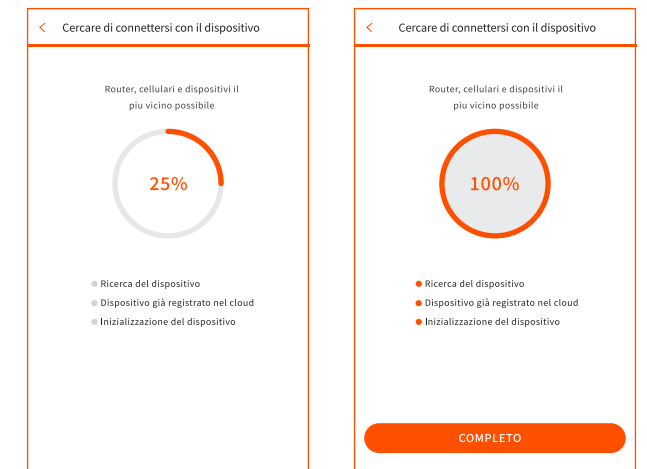 Cercare di connettersi con il dispositivo
Router, cellulari e dispositivi il
piu vicino possibile
25%
Ricerca del dispositivo
Dispositivo già registrato nel cloud
Inizializzazione del dispositivo
Cercare di connettersi con il dispositivo
Router, cellulari e dispositivi il
piu vicino possibile
100%
Ricerca del dispositivo
Dispositivo già registrato nel cloud
Inizializzazione del dispositivo
COMPLETO